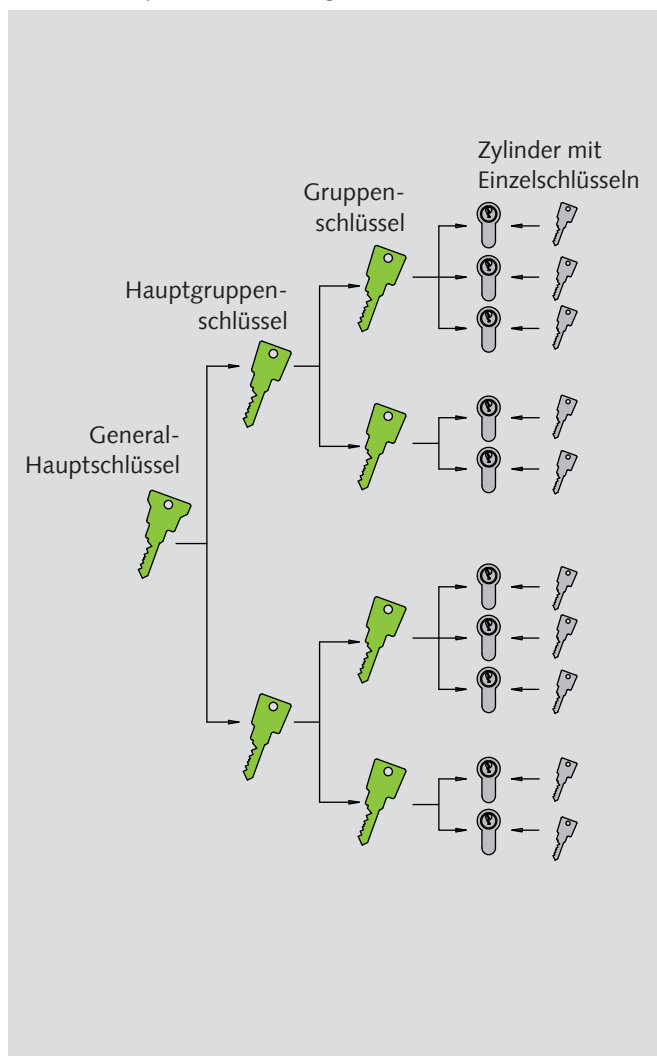 Zylinder mit
Einzelschlüsseln
Gruppen-
schlüssel
Hauptgruppen-
schlüssel
General-
Hauptschlüssel